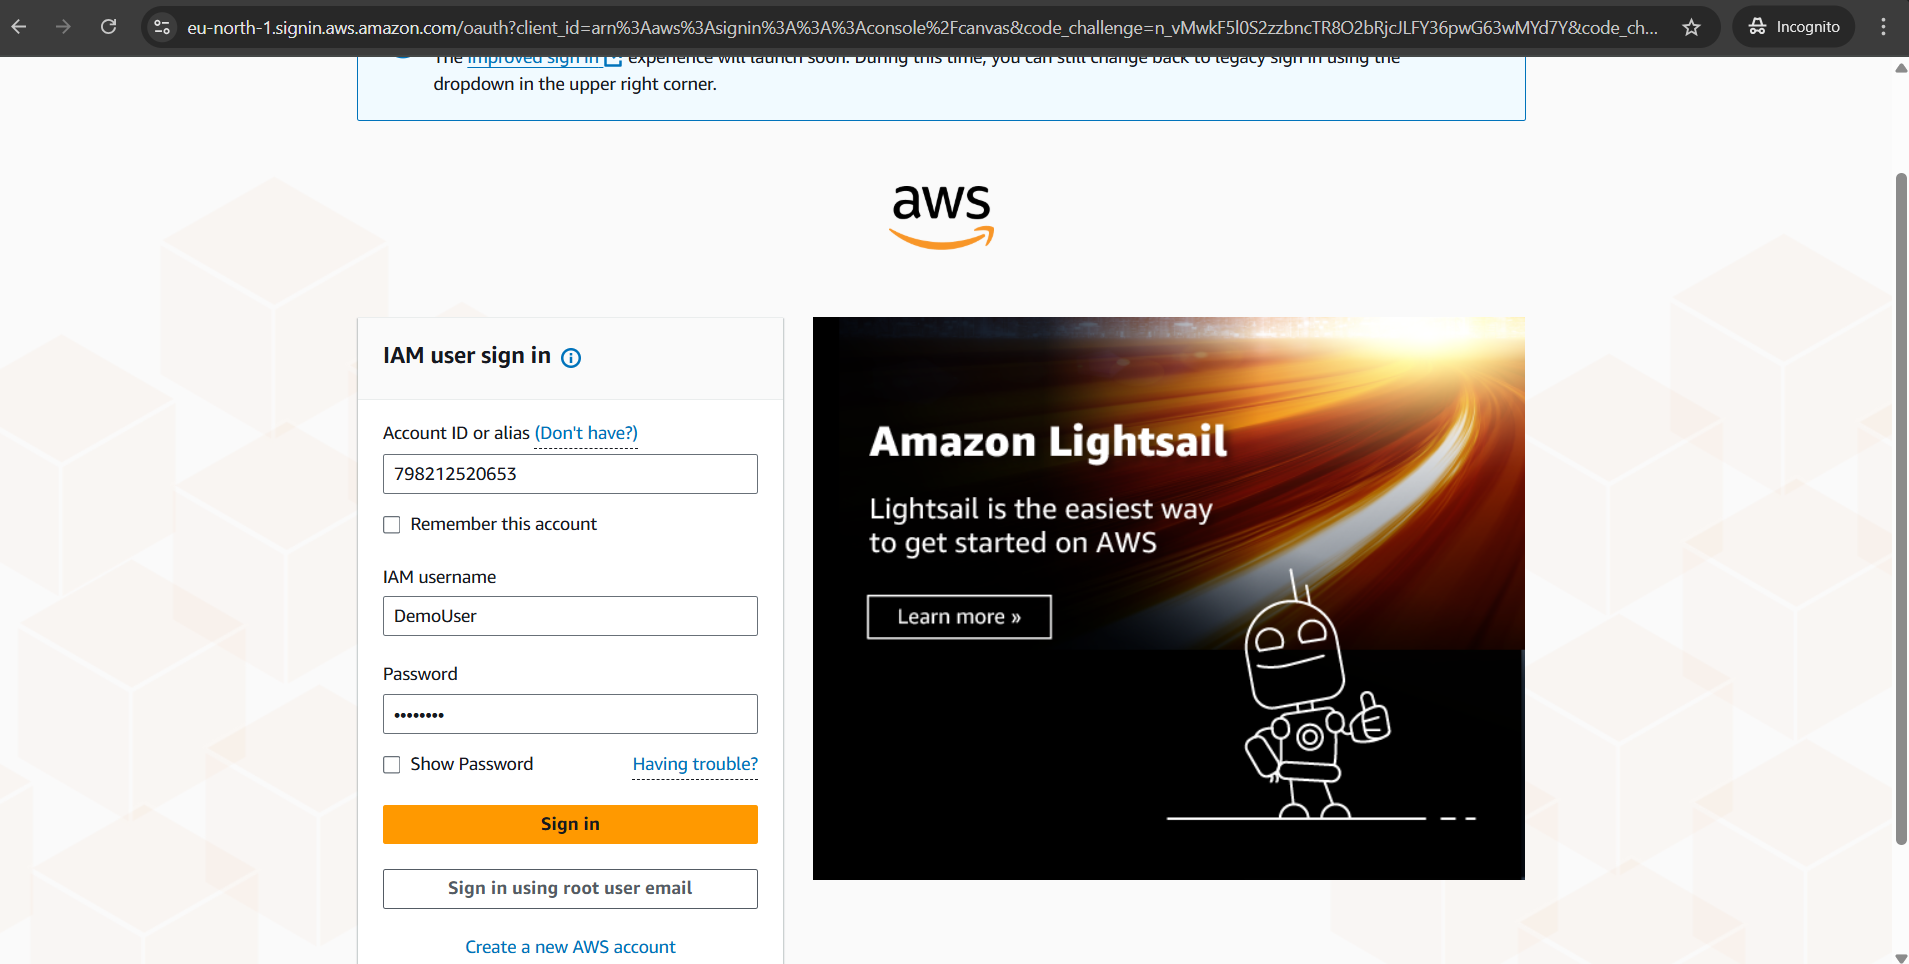 eu-north-1.signin.aws.amazon.com/oauth?client_id=arn%3Aaws%3Asignin%3A%3A%3Aconsole%2Fcanvas&code_challenge=n_vMwkF5l0S2zzbncTR8O2bRjcJLFY36pwG63wMYd7Y&code_ch...
Incognito
The improved sign in experience will launch soon. During this time, you can still change back to legacy sign in using the
dropdown in the upper right corner.
aws
IAM user sign in
Account ID or alias (Don't have?)
798212520653
Remember this account
IAM username
DemoUser
Password
••••••••
Show Password
Having trouble?
Sign in
Sign in using root user email
Create a new AWS account
Amazon Lightsail
Lightsail is the easiest way
to get started on AWS
Learn more »